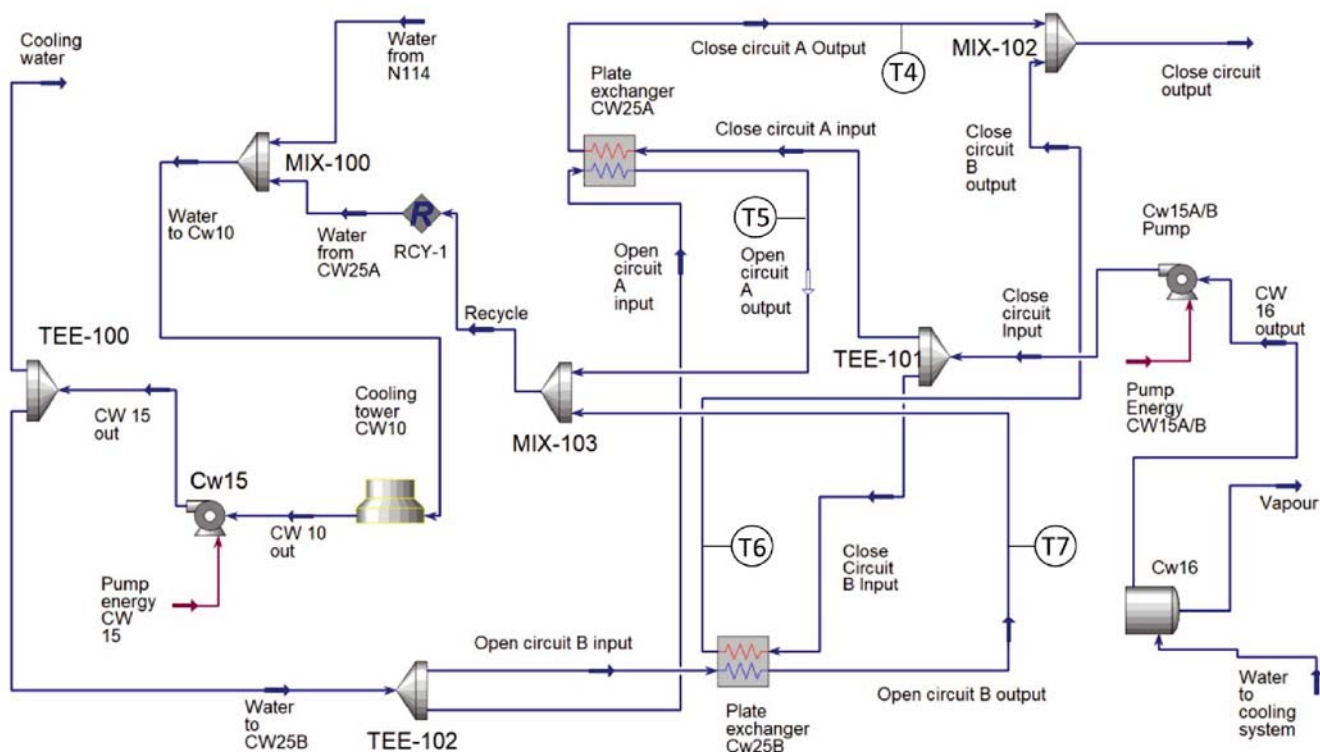 Cooling
water
Water
from
N114
Close circuit A Output
T4
MIX-102
Close circuit
output
Plate
exchanger
CW25A
Close circuit A input
Close
circuit
B
output
MIX-100
Water
to Cw10
Water
from
CW25A
R
RCY-1
T5
Open
circuit
A
input
Open
circuit
A
output
Cw15A/B
Pump
CW
16
output
Close
circuit
Input
Recycle
TEE-100
TEE-101
Pump
Energy
CW15A/B
CW 15
out
Cooling
tower
CW10
MIX-103
Cw15
CW 10
out
Vapour
T6
T7
Close
Circuit
B Input
Cw16
Pump
energy
CW
15
Open circuit B input
Open circuit B output
Water
to
CW25B
TEE-102
Plate
exchanger
Cw25B
Water
to
cooling
system